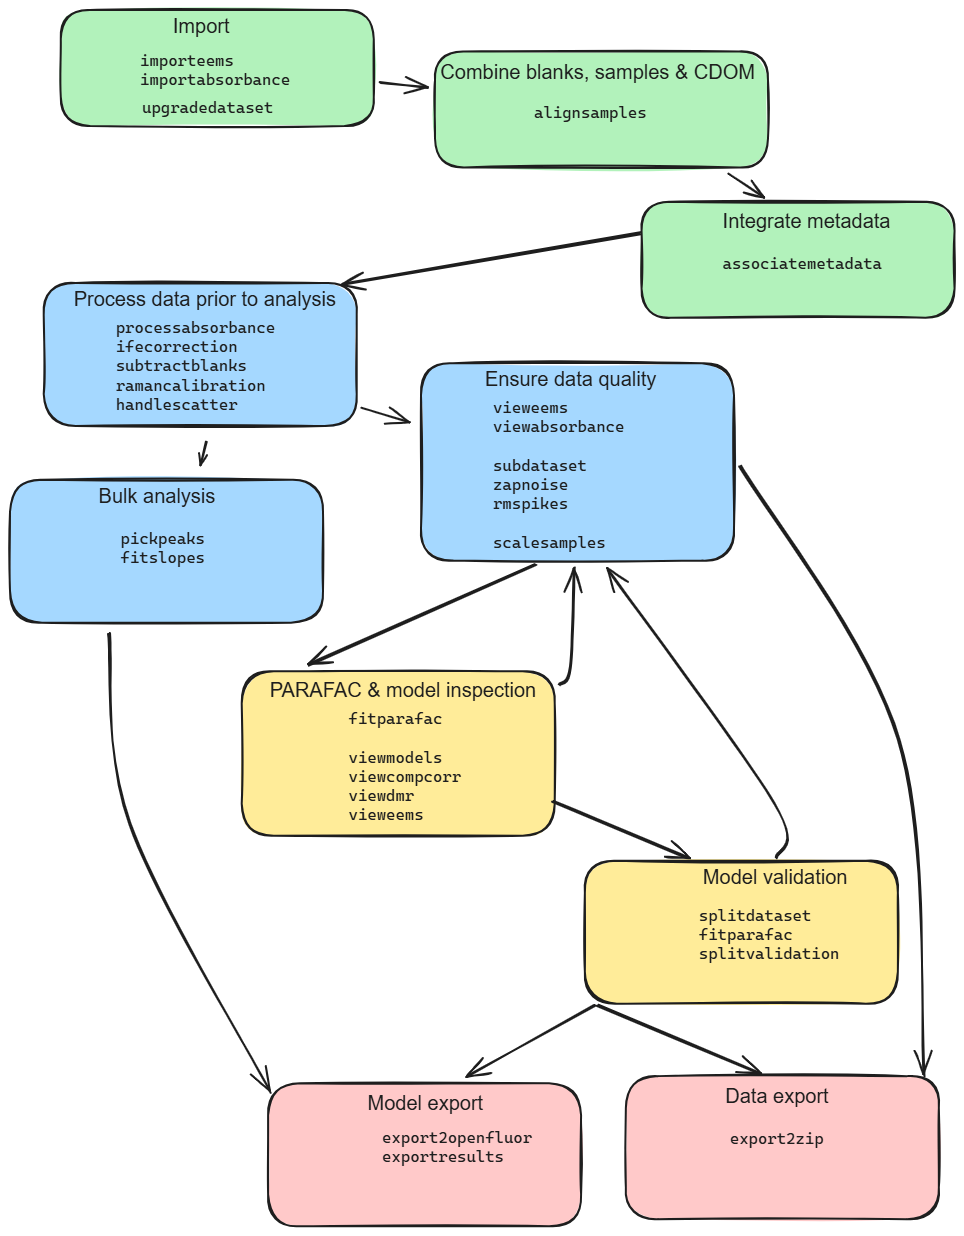 Import
importeems
importabsorbance
upgradedataset
Combine blanks, samples & CDOM
alignsamples
Integrate metadata
associatemetadata
Process data prior to analysis
processabsorbance
ifecorrection
subtractblanks
ramancalibration
handlescatter
Ensure data quality
vieweems
viewabsorbance
subdataset
zapnoise
rmspikes
scalesamples
Bulk analysis
pickpeaks
fitslopes
PARAFAC & model inspection
fitparafac
viewmodels
viewcompcorr
viewdmr
vieweems
Model validation
splitdataset
fitparafac
splitvalidation
Model export
export2openfluor
exportresults
Data export
export2zip